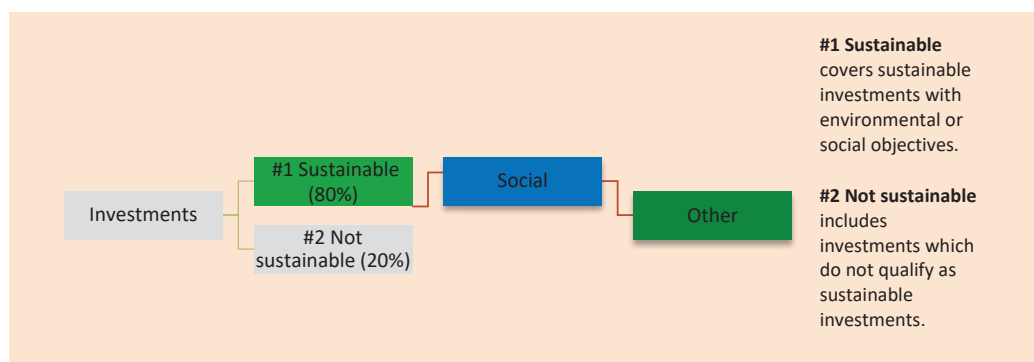 Investments
#1 Sustainable
(80%)
#2 Not
sustainable (20%)
Social
Other
#1 Sustainable
covers sustainable
investments with
environmental or
social objectives.
#2 Not sustainable
includes
investments which
do not qualify as
sustainable
investments.